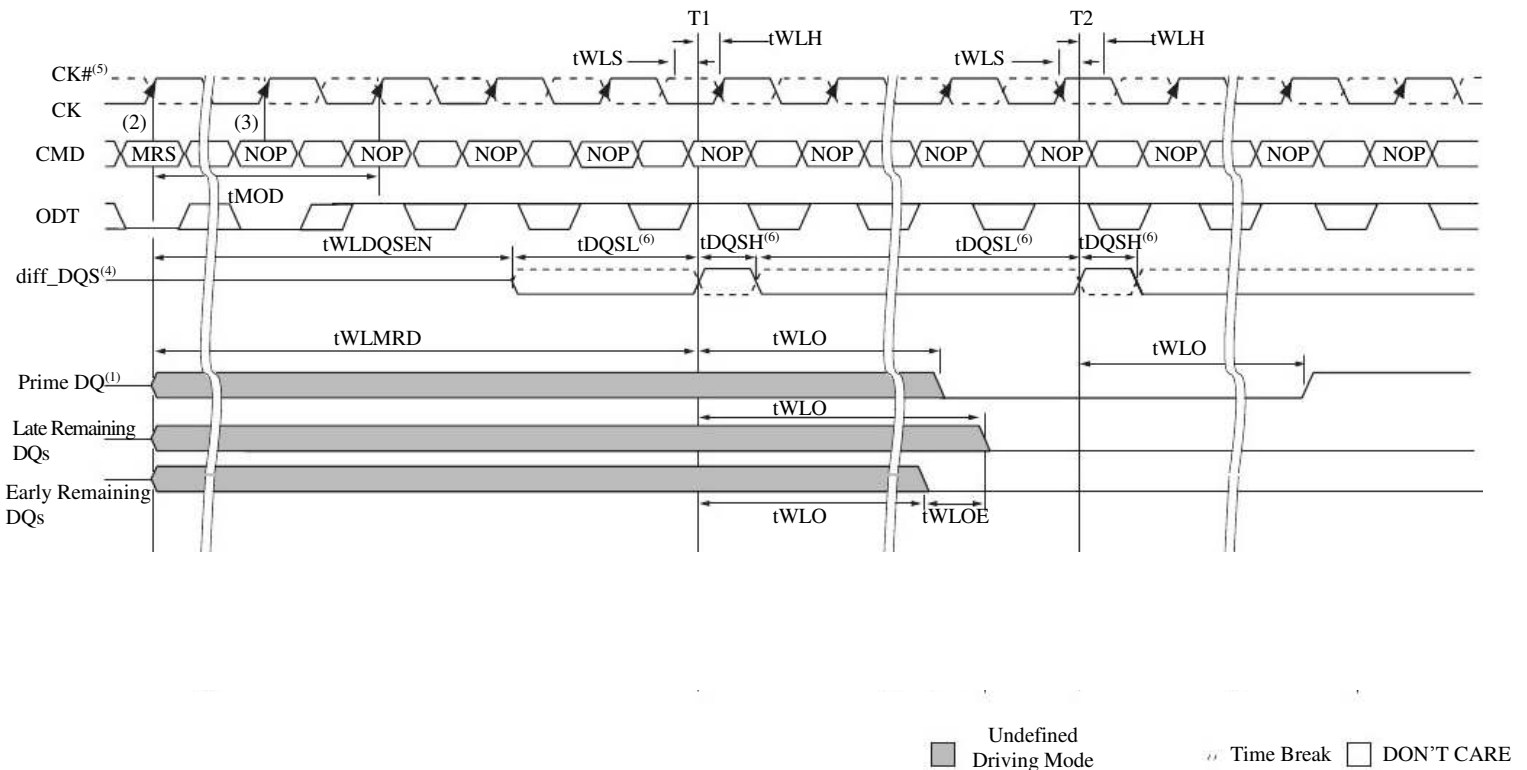 T1 T2
tWLH tWLH
tWLS tWLS
CK#(5)
CK
(2) (3)
CMD MRS NOP NOP NOP NOP NOP NOP NOP NOP NOP NOP NOP
tMOD
ODT
tWLDQSEN tDQSL(6) tDQSH(6) tDQSL(6) tDQSH(6)
diff_DQS(4)
tWLMRD tWLO tWLO
Prime DQ(1)
tWLO
Late Remaining
DQs
Early Remaining
DQs
tWLO tWLOE
Undefined
Driving Mode
Time Break
DON'T CARE